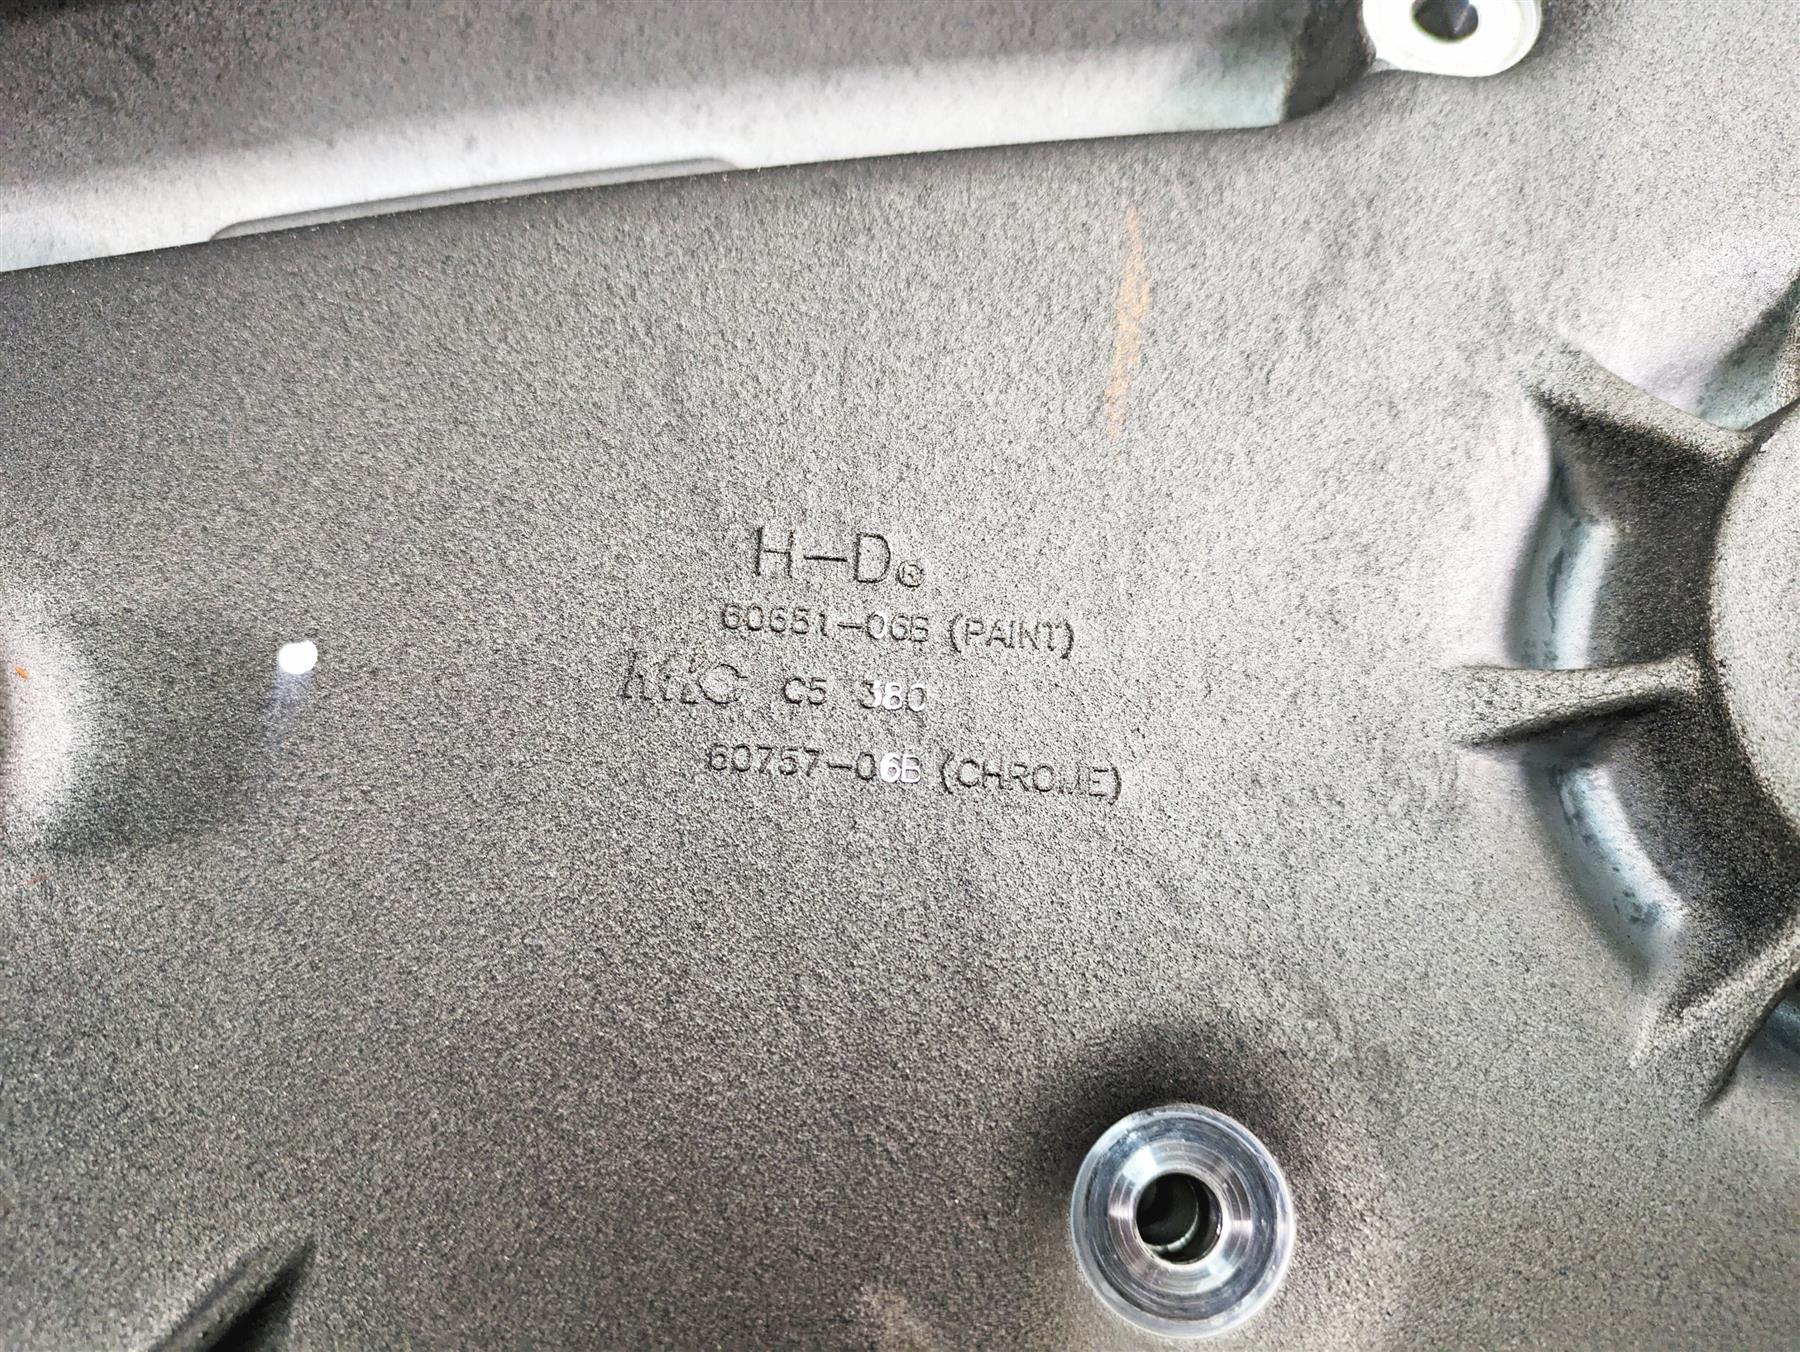 H-D®
60651-06B (PAINT)
C5 380
60757-06B (CHROME)